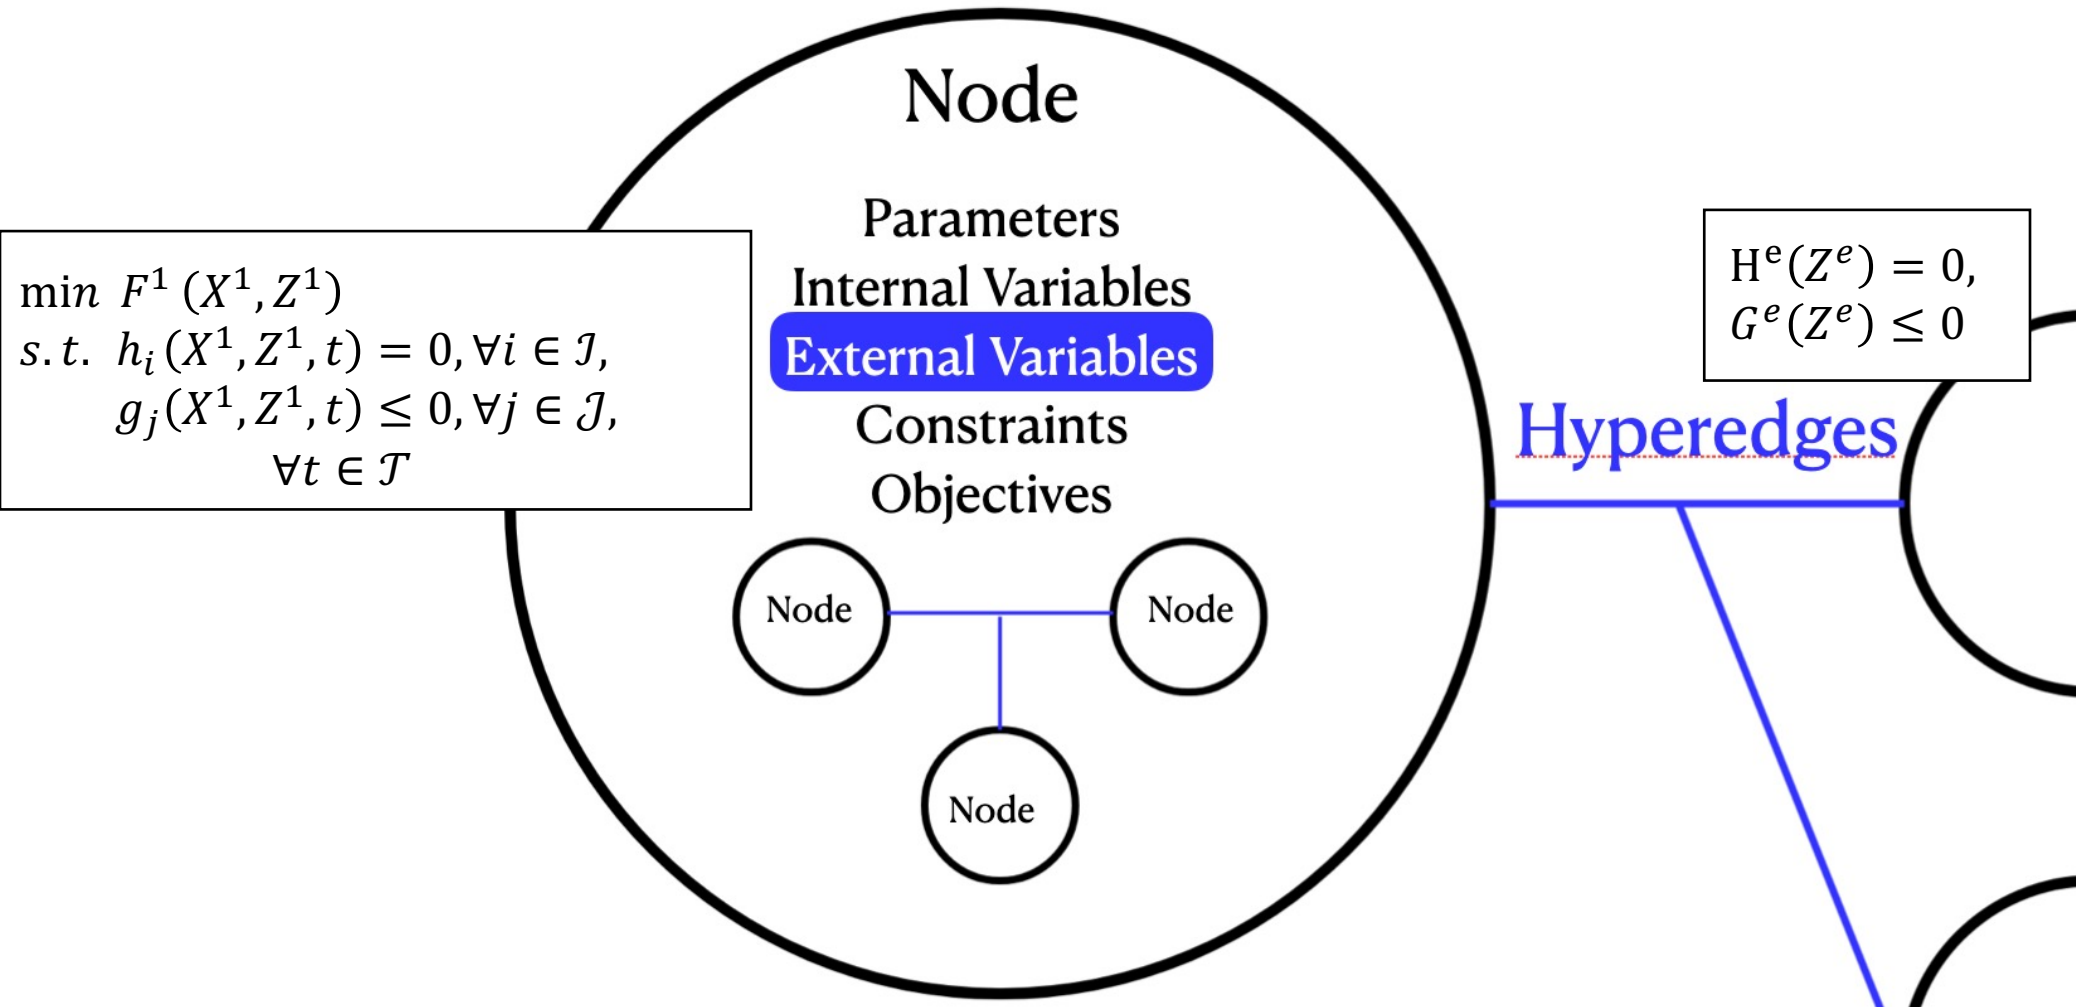 Node
Parameters
Internal Variables
External Variables
Constraints
Objectives
Node
Node
Node
min F¹ (X¹, Z¹)
s.t. hᵢ(X¹, Z¹, t) = 0, ∀i ∈ ℐ,
gⱼ(X¹, Z¹, t) ≤ 0, ∀j ∈ 𝒥,
∀t ∈ 𝒯
Hᵉ(Zᵉ) = 0,
Gᵉ(Zᵉ) ≤ 0
Hyperedges